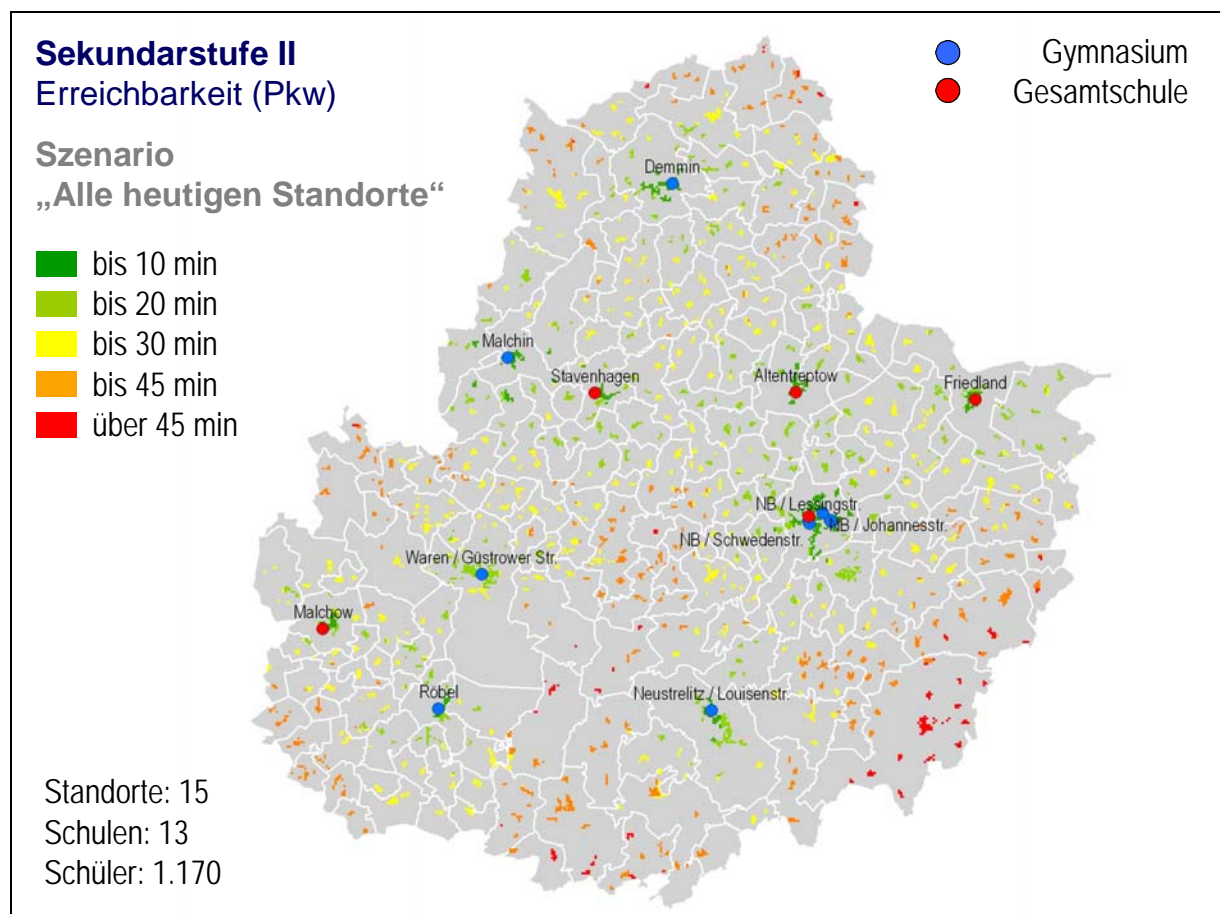 Sekundarstufe II
Erreichbarkeit (Pkw)
Szenario
„Alle heutigen Standorte“
bis 10 min
bis 20 min
bis 30 min
bis 45 min
über 45 min
Gymnasium
Gesamtschule
Demmin
Malchin
Stavenhagen
Altentreptow
Friedland
NB / Lessingstr.
NB / Johannesstr.
NB / Schwedenstr.
Waren / Güstrower Str.
Malchow
Röbel
Neustrelitz / Louisenstr.
Standorte: 15
Schulen: 13
Schüler: 1.170